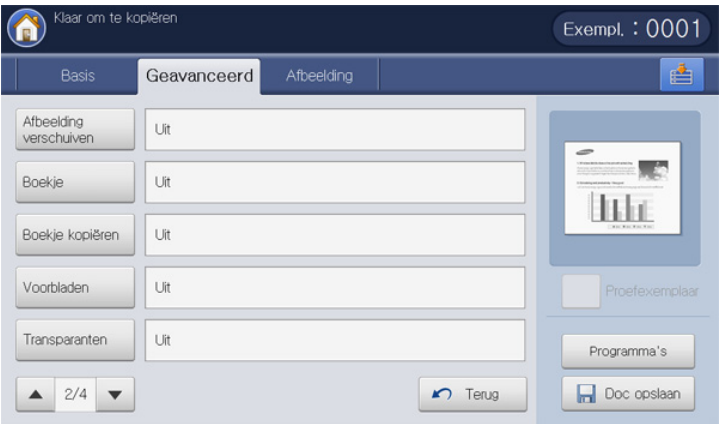 Klaar om te kopiëren
Exempl. : 0001
Basis
Geavanceerd
Afbeelding
Afbeelding
verschuiven
Uit
Boekje
Uit
Boekje kopiëren
Uit
Voorbladen
Uit
Transparanten
Uit
2/4
Terug
Proefexemplaar
Programma's
Doc opslaan